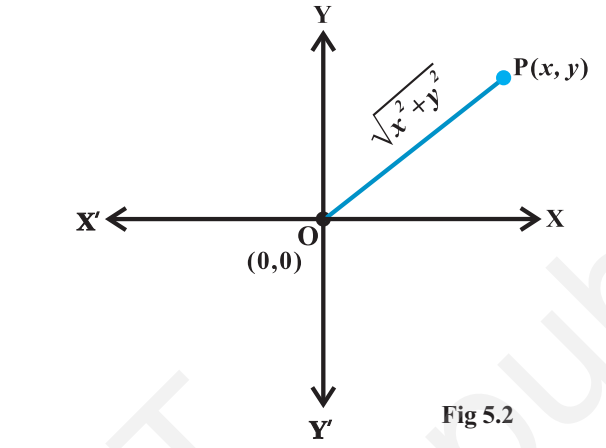 Y
P(x, y)
√x²+y²
X′
X
O
(0,0)
Y′
Fig 5.2